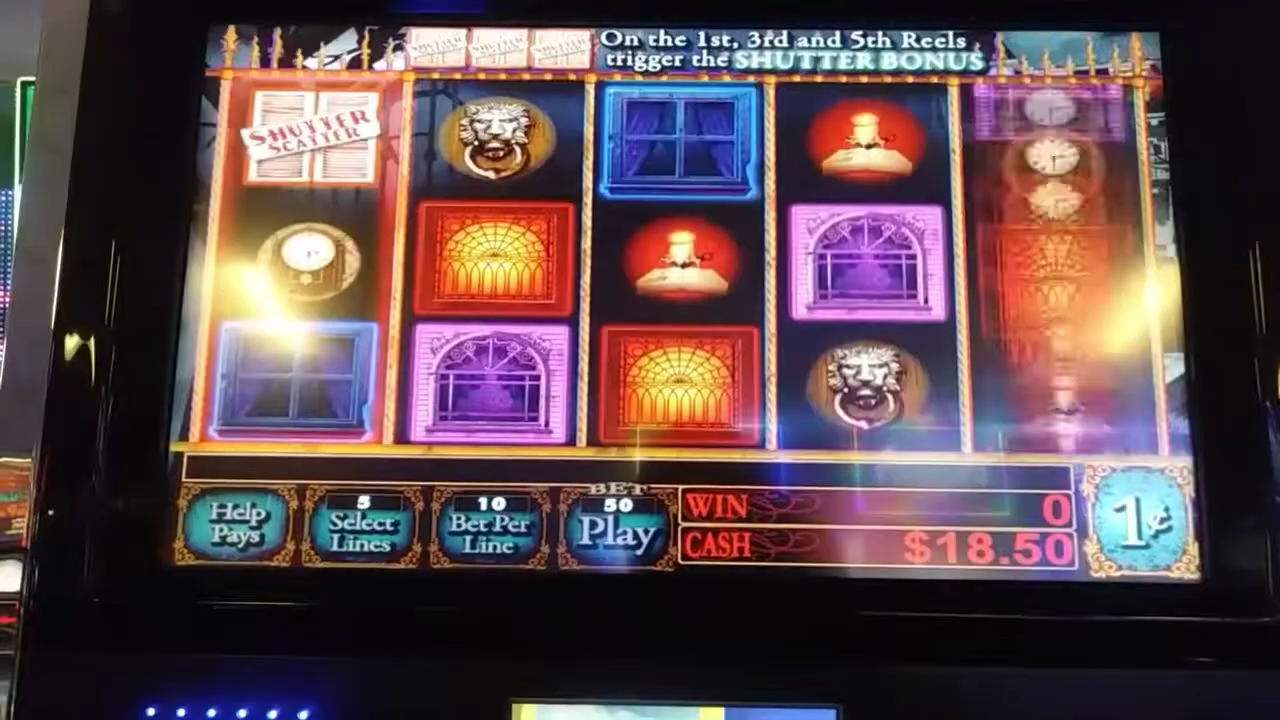 On the 1st, 3rd and 5th Reels
trigger the SHUTTER BONUS
SHUTTER
SCATTER
Help
Pays
5
Select
Lines
10
Bet Per
Line
BET
50
Play
WIN 0
CASH $18.50
1¢